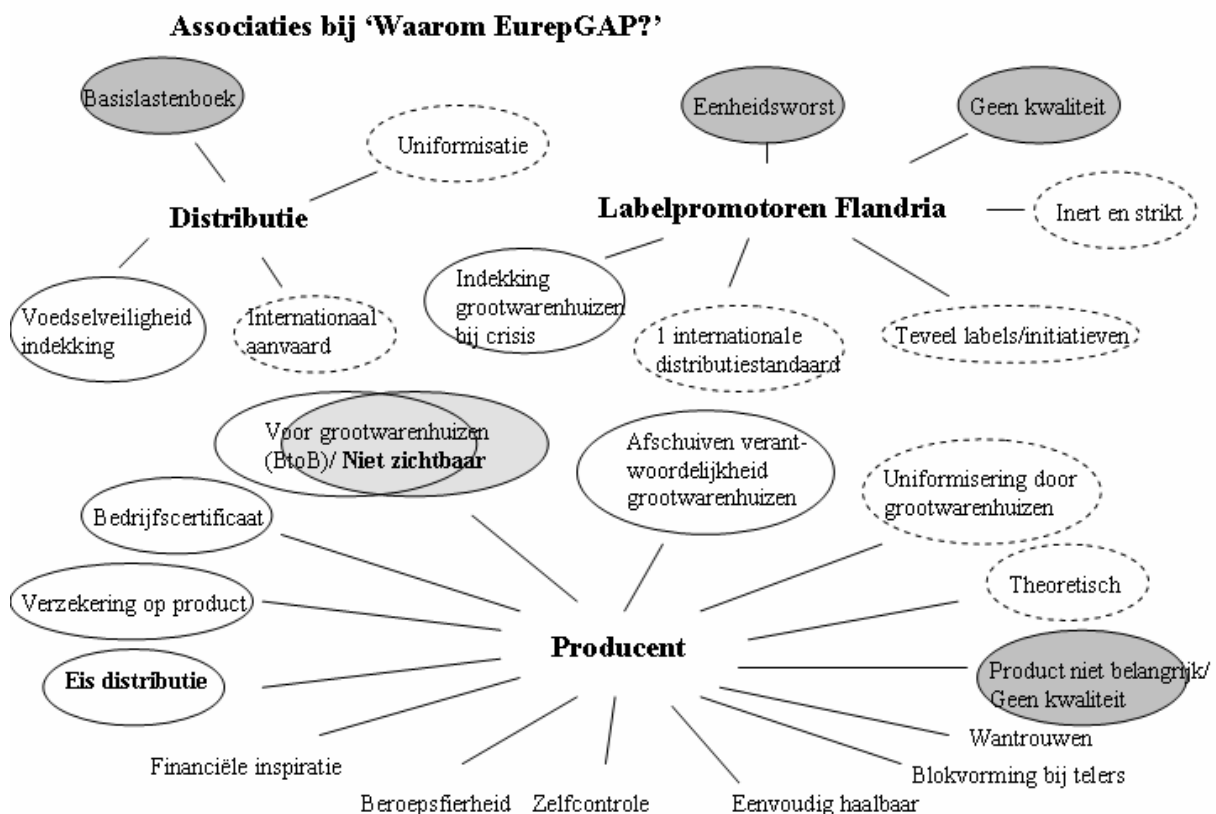 Associaties bij ‘Waarom EurepGAP?’
Basislastenboek
Uniformisatie
Distributie
Voedselveiligheid
indekking
Internationaal
aanvaard
Eenheidsworst
Geen kwaliteit
Labelpromotoren Flandria
Inert en strikt
Indekking
grootwarenhuizen
bij crisis
1 internationale
distributiestandaard
Teveel labels/initiatieven
Voor grootwarenhuizen
(BtoB)/ Niet zichtbaar
Afschuiven verant-
woordelijkheid
grootwarenhuizen
Uniformisering door
grootwarenhuizen
Bedrijfscertificaat
Theoretisch
Verzekering op product
Producent
Eis distributie
Product niet belangrijk/
Geen kwaliteit
Wantrouwen
Financiële inspiratie
Blokvorming bij telers
Beroepsfierheid
Zelfcontrole
Eenvoudig haalbaar